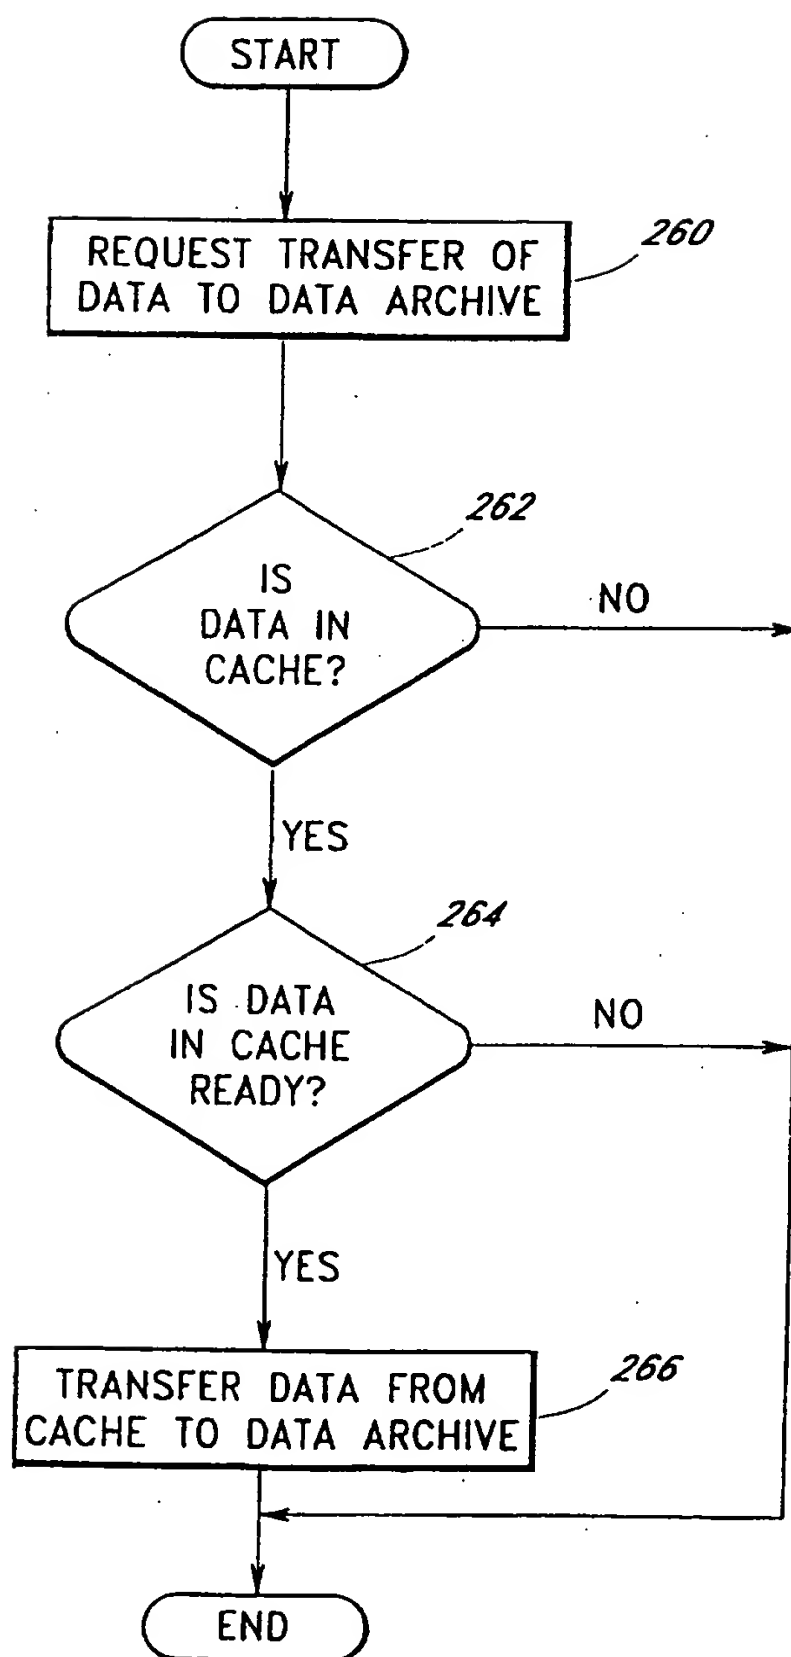 START
REQUEST TRANSFER OF
DATA TO DATA ARCHIVE
260
262
IS
DATA IN
CACHE?
NO
YES
264
IS DATA
IN CACHE
READY?
NO
YES
266
TRANSFER DATA FROM
CACHE TO DATA ARCHIVE
END